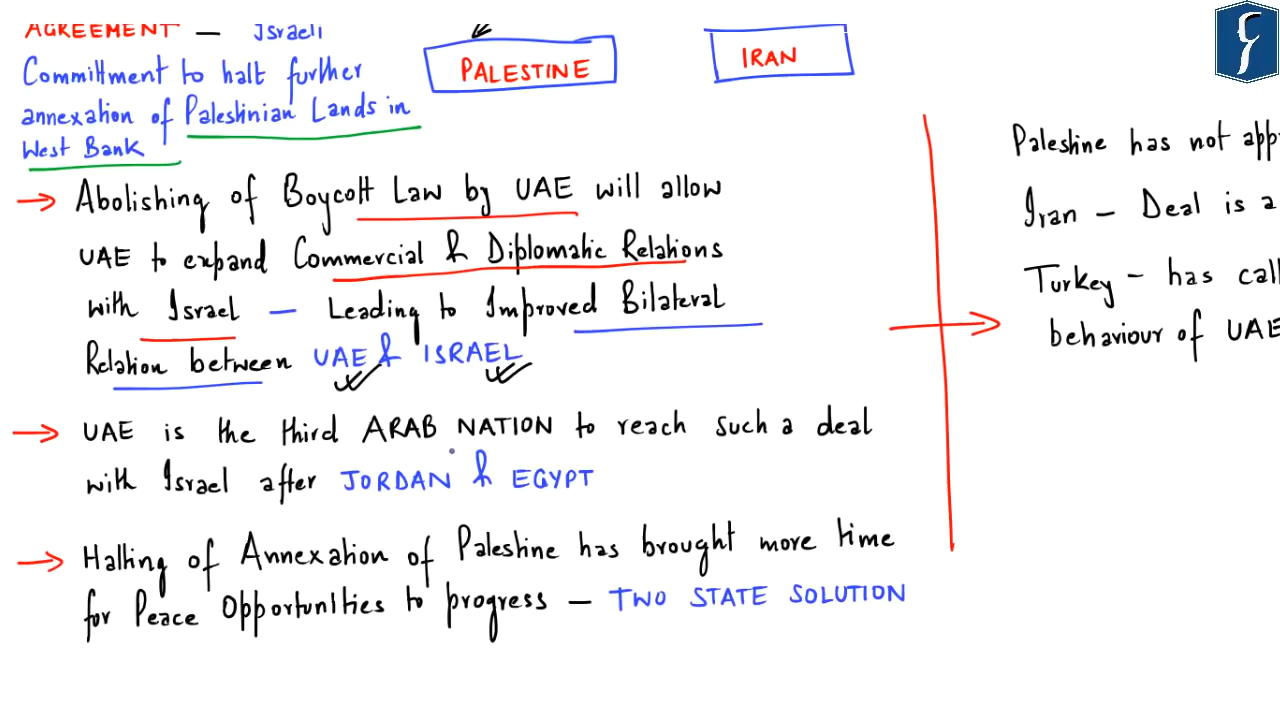 AGREEMENT — Israeli
Commitment to halt further
annexation of Palestinian Lands in
West Bank
PALESTINE
IRAN
→ Abolishing of Boycott Law by UAE will allow
UAE to expand Commercial & Diplomatic Relations
with Israel — Leading to Improved Bilateral
Relation between UAE & ISRAEL
→ UAE is the third ARAB NATION to reach such a deal
with Israel after JORDAN & EGYPT
→ Halting of Annexation of Palestine has brought more time
for Peace Opportunities to progress — TWO STATE SOLUTION
Palestine has not app
Iran — Deal is a
Turkey — has call
behaviour of UAE